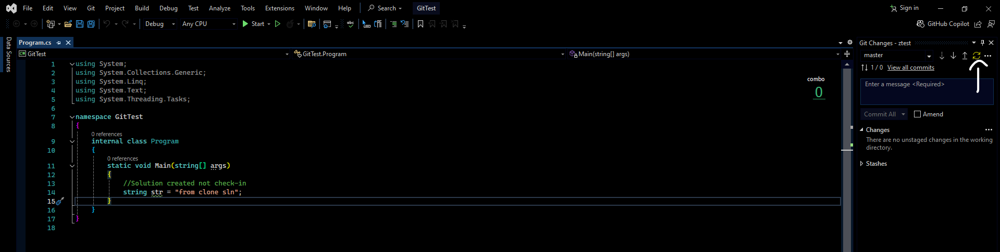 File Edit View Git Project Build Debug Test Analyze Tools Extensions Window Help Search GitTest Sign in
Debug Any CPU Start abc GitHub Copilot
Data Sources
Program.cs
Git Changes - ztest
C# GitTest GitTest.Program Main(string[] args)
master
1 / 0 View all commits
Enter a message <Required>
Commit All Amend
Changes
There are no unstaged changes in the working
directory.
Stashes
combo
0
1 using System;
2 using System.Collections.Generic;
3 using System.Linq;
4 using System.Text;
5 using System.Threading.Tasks;
6
7 namespace GitTest
8 {
0 references
9 internal class Program
10 {
0 references
11 static void Main(string[] args)
12 {
13 //Solution created not check-in
14 string str = "from clone sln";
15 }
16 }
17 }
18